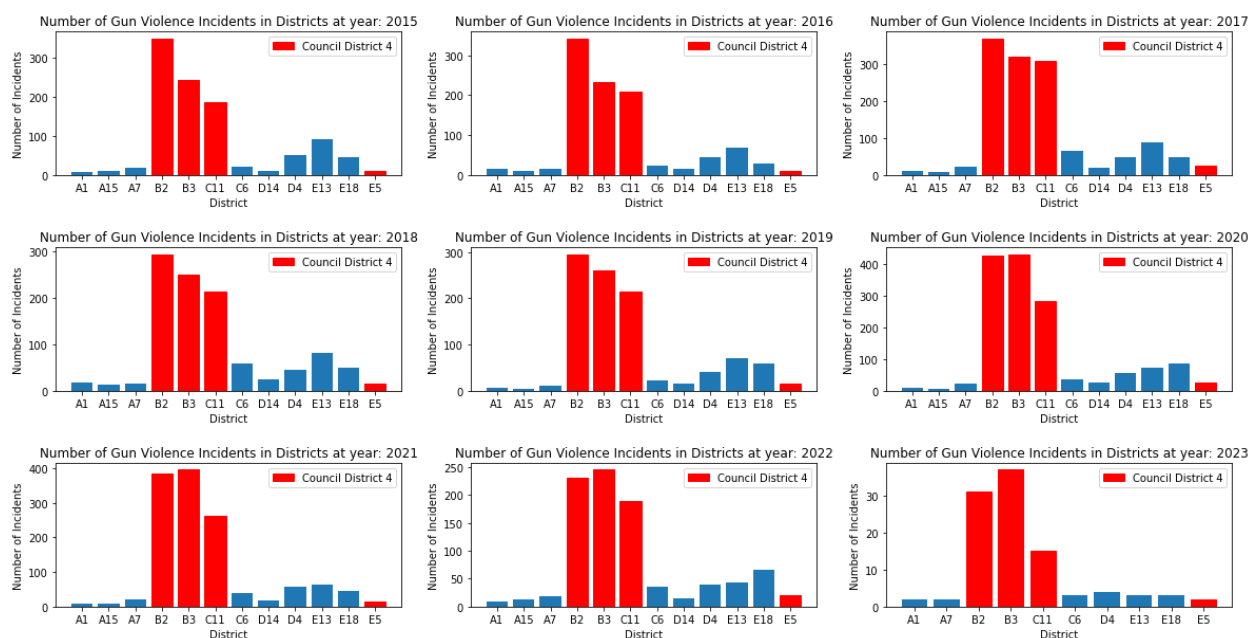 Number of Gun Violence Incidents in Districts at year: 2015
Number of Incidents
300
200
100
0
Council District 4
A1 A15 A7 B2 B3 C11 C6 D14 D4 E13 E18 E5
District
Number of Gun Violence Incidents in Districts at year: 2016
Number of Incidents
300
200
100
0
Council District 4
A1 A15 A7 B2 B3 C11 C6 D14 D4 E13 E18 E5
District
Number of Gun Violence Incidents in Districts at year: 2017
Number of Incidents
300
200
100
0
Council District 4
A1 A15 A7 B2 B3 C11 C6 D14 D4 E13 E18 E5
District
Number of Gun Violence Incidents in Districts at year: 2018
Number of Incidents
300
200
100
0
Council District 4
A1 A15 A7 B2 B3 C11 C6 D14 D4 E13 E18 E5
District
Number of Gun Violence Incidents in Districts at year: 2019
Number of Incidents
300
200
100
0
Council District 4
A1 A15 A7 B2 B3 C11 C6 D14 D4 E13 E18 E5
District
Number of Gun Violence Incidents in Districts at year: 2020
Number of Incidents
400
300
200
100
0
Council District 4
A1 A15 A7 B2 B3 C11 C6 D14 D4 E13 E18 E5
District
Number of Gun Violence Incidents in Districts at year: 2021
Number of Incidents
400
300
200
100
0
Council District 4
A1 A15 A7 B2 B3 C11 C6 D14 D4 E13 E18 E5
District
Number of Gun Violence Incidents in Districts at year: 2022
Number of Incidents
250
200
150
100
50
0
Council District 4
A1 A15 A7 B2 B3 C11 C6 D14 D4 E13 E18 E5
District
Number of Gun Violence Incidents in Districts at year: 2023
Number of Incidents
30
20
10
0
Council District 4
A1 A7 B2 B3 C11 C6 D4 E13 E18 E5
District